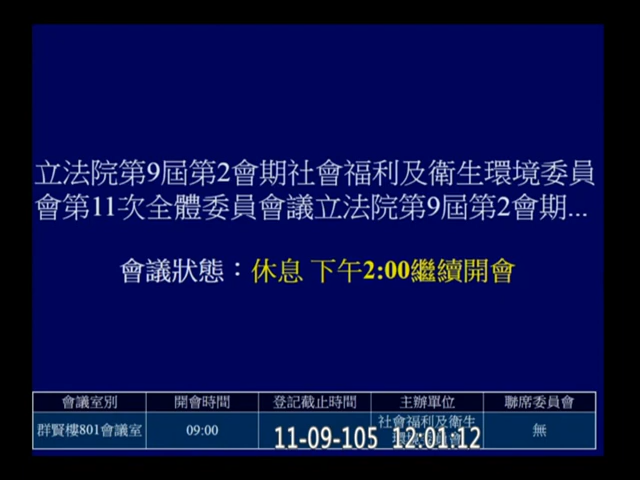 立法院第9屆第2會期社會福利及衛生環境委員
會第11次全體委員會議立法院第9屆第2會期...
會議狀態：休息 下午2:00繼續開會
會議室別 開會時間 登記截止時間 主辦單位 聯席委員會
群賢樓801會議室 09:00 社會福利及衛生 無
11-09-105 12:01:12